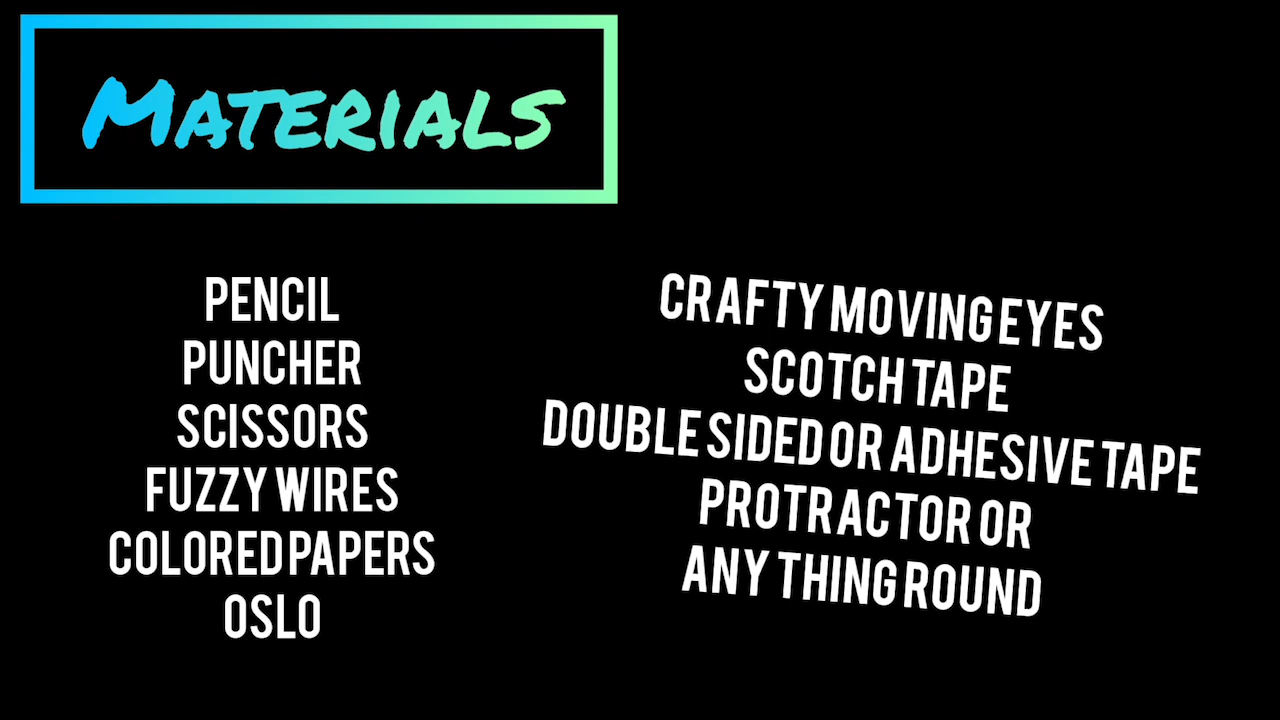 MATERIALS
PENCIL
PUNCHER
SCISSORS
FUZZY WIRES
COLORED PAPERS
OSLO
CRAFTY MOVING EYES
SCOTCH TAPE
DOUBLE SIDED OR ADHESIVE TAPE
PROTRACTOR OR
ANY THING ROUND